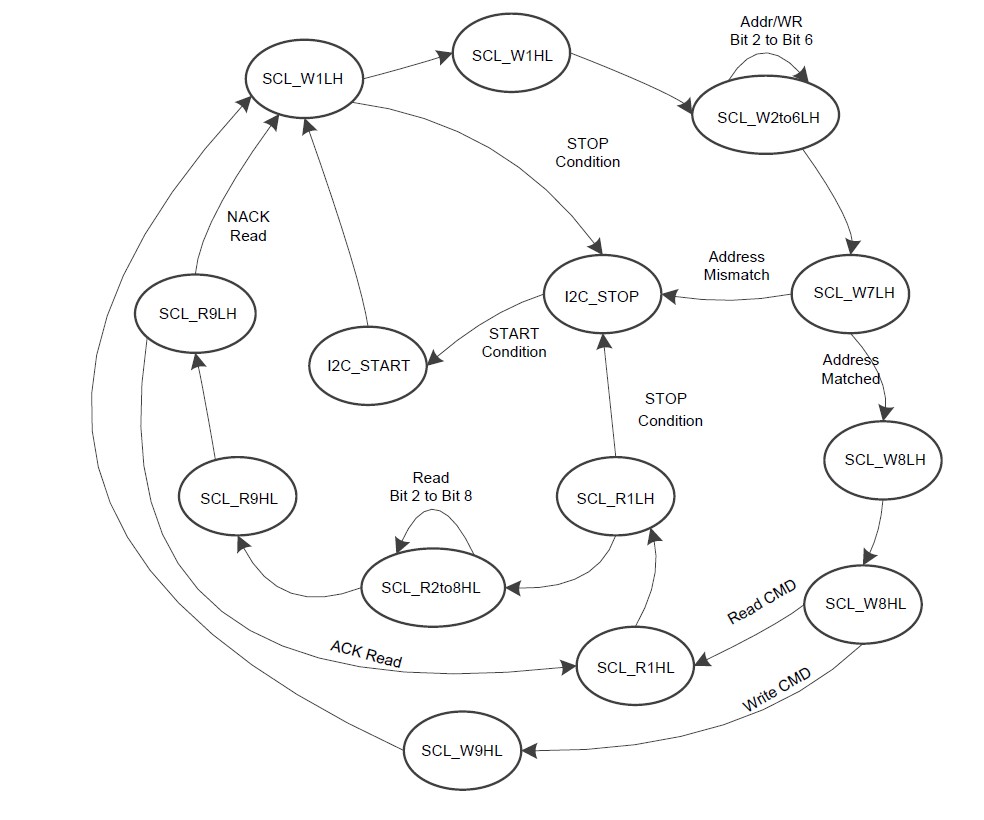 Addr/WR
Bit 2 to Bit 6
SCL_W1LH
SCL_W1HL
SCL_W2to6LH
STOP
Condition
NACK
Read
Address
Mismatch
SCL_R9LH
I2C_STOP
SCL_W7LH
START
Condition
I2C_START
Address
Matched
STOP
Condition
SCL_W8LH
Read
Bit 2 to Bit 8
SCL_R9HL
SCL_R1LH
SCL_R2to8HL
Read CMD
SCL_W8HL
ACK Read
SCL_R1HL
Write CMD
SCL_W9HL